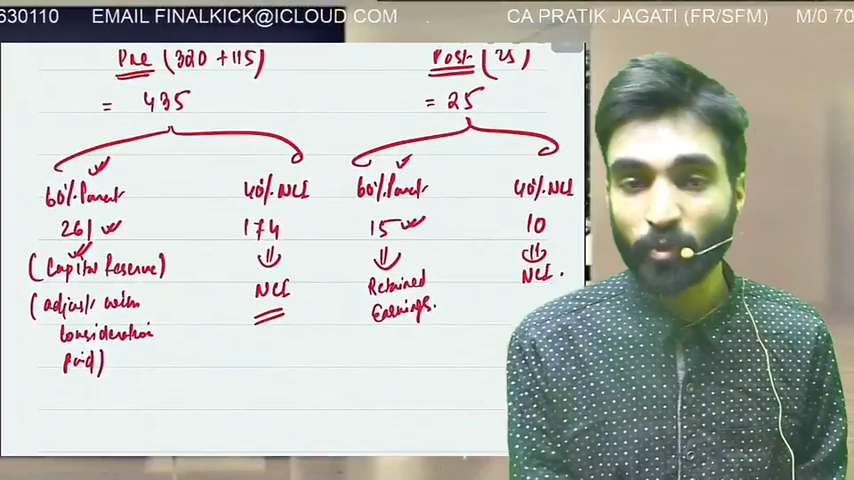 630110 EMAIL FINALKICK@ICLOUD.COM . CA PRATIK JAGATI (FR/SFM) M/0 70
Pre (320 + 115) Post (25)
= 435 = 25
60% Parent 40% NCI 60% Parent 40% NCI
261 174 15 10
(Capital Reserve) NCI Retained Earnings. NCI.
(adjust with
consideration
paid)